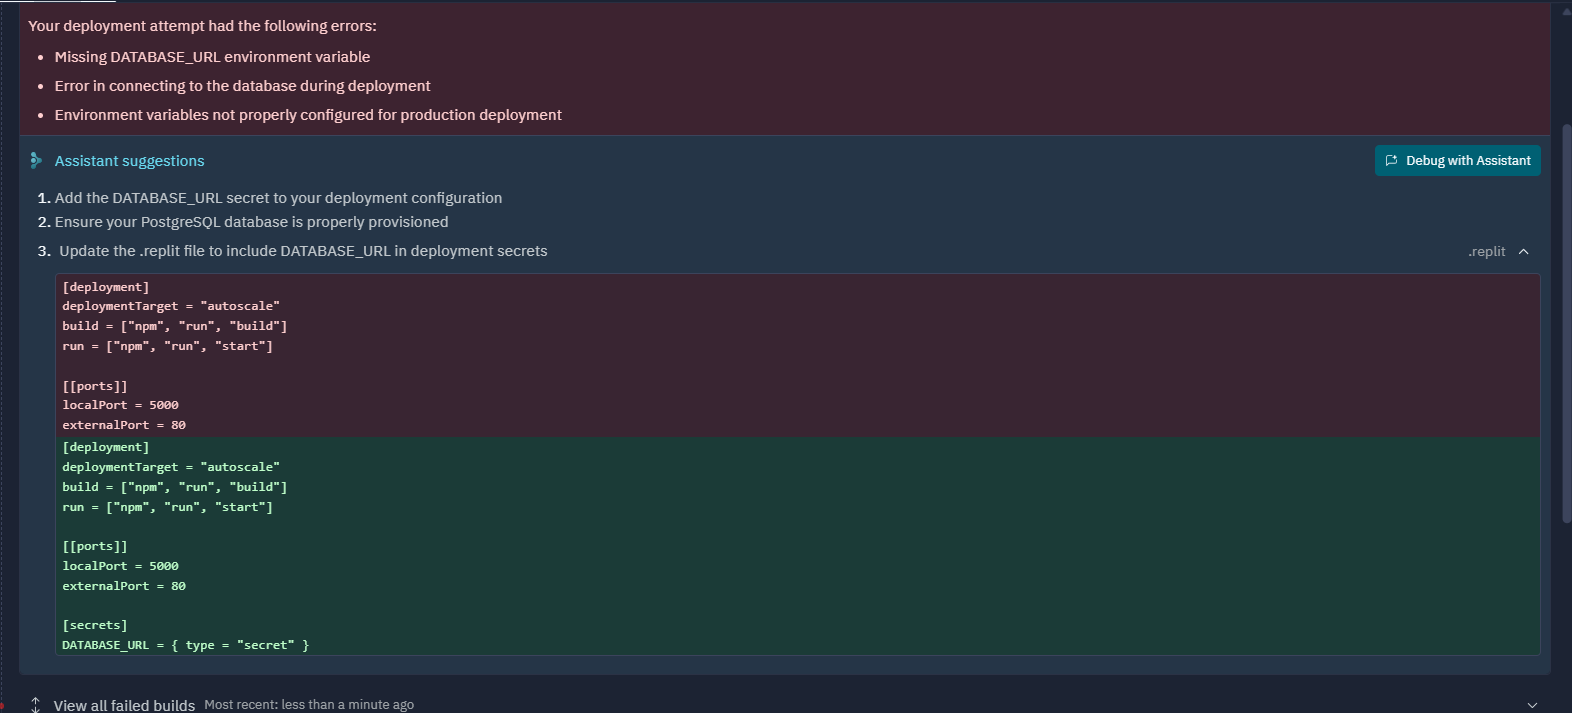 Your deployment attempt had the following errors:
• Missing DATABASE_URL environment variable
• Error in connecting to the database during deployment
• Environment variables not properly configured for production deployment
Assistant suggestions
Debug with Assistant
1. Add the DATABASE_URL secret to your deployment configuration
2. Ensure your PostgreSQL database is properly provisioned
3. Update the .replit file to include DATABASE_URL in deployment secrets
.replit
[deployment]
deploymentTarget = "autoscale"
build = ["npm", "run", "build"]
run = ["npm", "run", "start"]

[[ports]]
localPort = 5000
externalPort = 80
[deployment]
deploymentTarget = "autoscale"
build = ["npm", "run", "build"]
run = ["npm", "run", "start"]

[[ports]]
localPort = 5000
externalPort = 80

[secrets]
DATABASE_URL = { type = "secret" }
View all failed builds Most recent: less than a minute ago